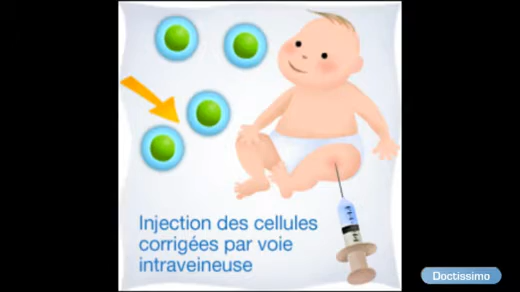 Injection des cellules
corrigées par voie
intraveineuse
Doctissimo